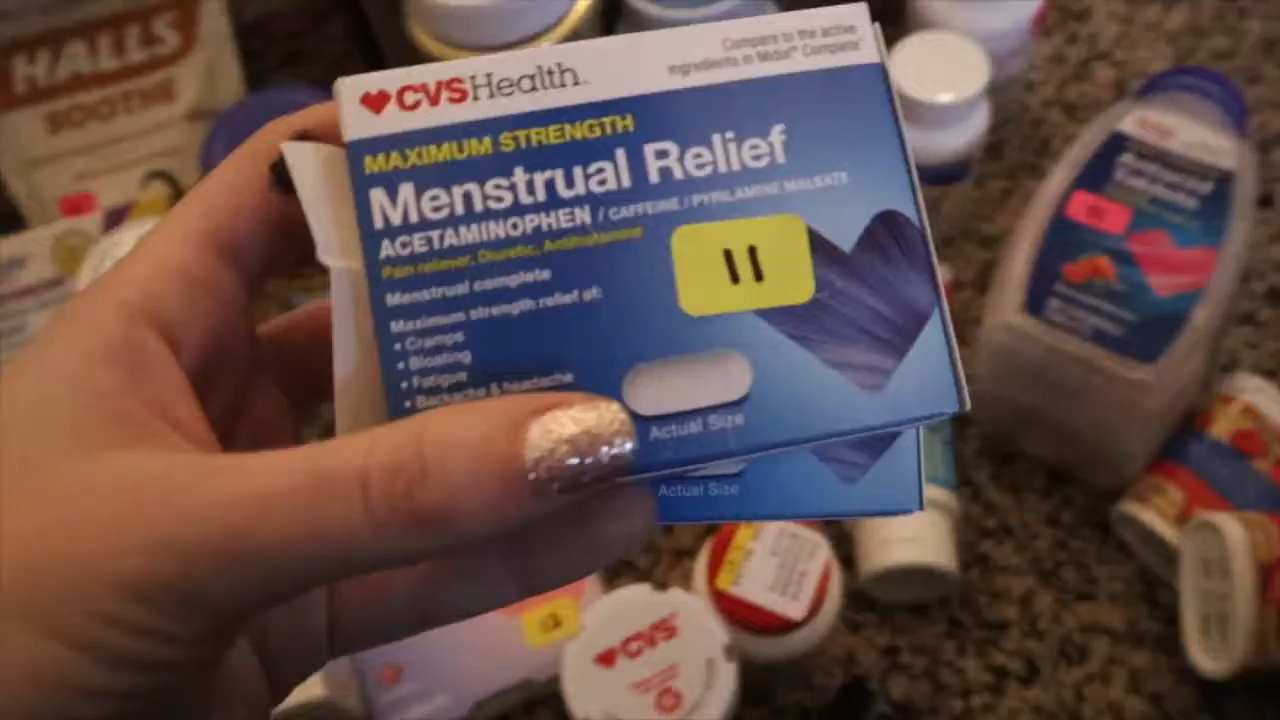 HALLS
SOOTHE
CVSHealth
Compare to the active
ingredients in Midol® Complete
MAXIMUM STRENGTH
Menstrual Relief
ACETAMINOPHEN / CAFFEINE / PYRILAMINE MALEATE
Pain reliever, Diuretic, Antihistamine
Menstrual complete
Maximum strength relief of:
• Cramps
• Bloating
• Fatigue
• Backache & headache
11
Actual Size
Actual Size
CVS